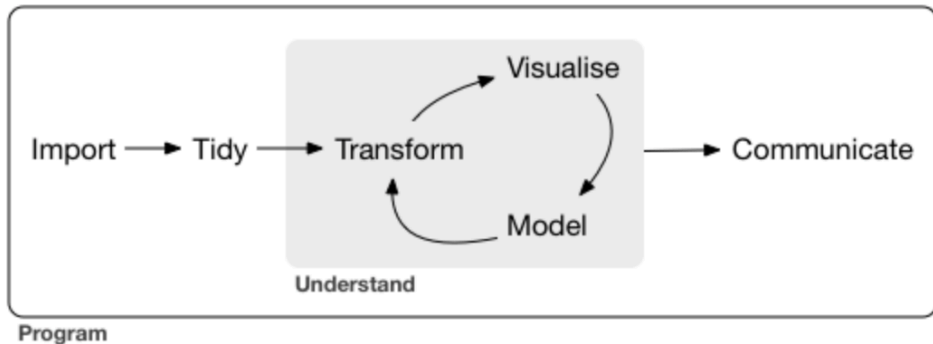 Visualise
Import Tidy Transform Communicate
Model
Understand
Program